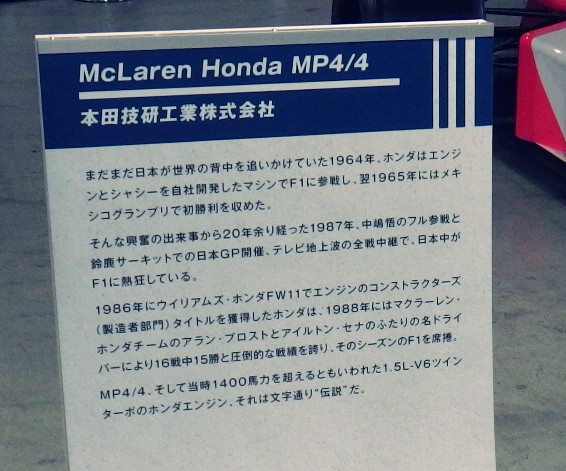 McLaren Honda MP4/4
本田技研工業株式会社
まだまだ日本が世界の背中を追いかけていた1964年、ホンダはエンジ
ンとシャシーを自社開発したマシンでF1に参戦し、翌1965年にはメキ
シコグランプリで初勝利を収めた。
そんな興奮の出来事から20年余り経った1987年、中嶋悟のフル参戦と
鈴鹿サーキットでの日本GP開催、テレビ地上波の全戦中継で、日本中が
F1に熱狂している。
1986年にウイリアムズ・ホンダFW11でエンジンのコンストラクターズ
(製造者部門)タイトルを獲得したホンダは、1988年にはマクラーレン・
ホンダチームのアラン・プロストとアイルトン・セナのふたりの名ドライ
バーにより16戦中15勝と圧倒的な戦績を誇り、そのシーズンのF1を席捲。
MP4/4、そして当時1400馬力を超えるともいわれた1.5L-V6ツイン
ターボのホンダエンジン、それは文字通り“伝説”だ。